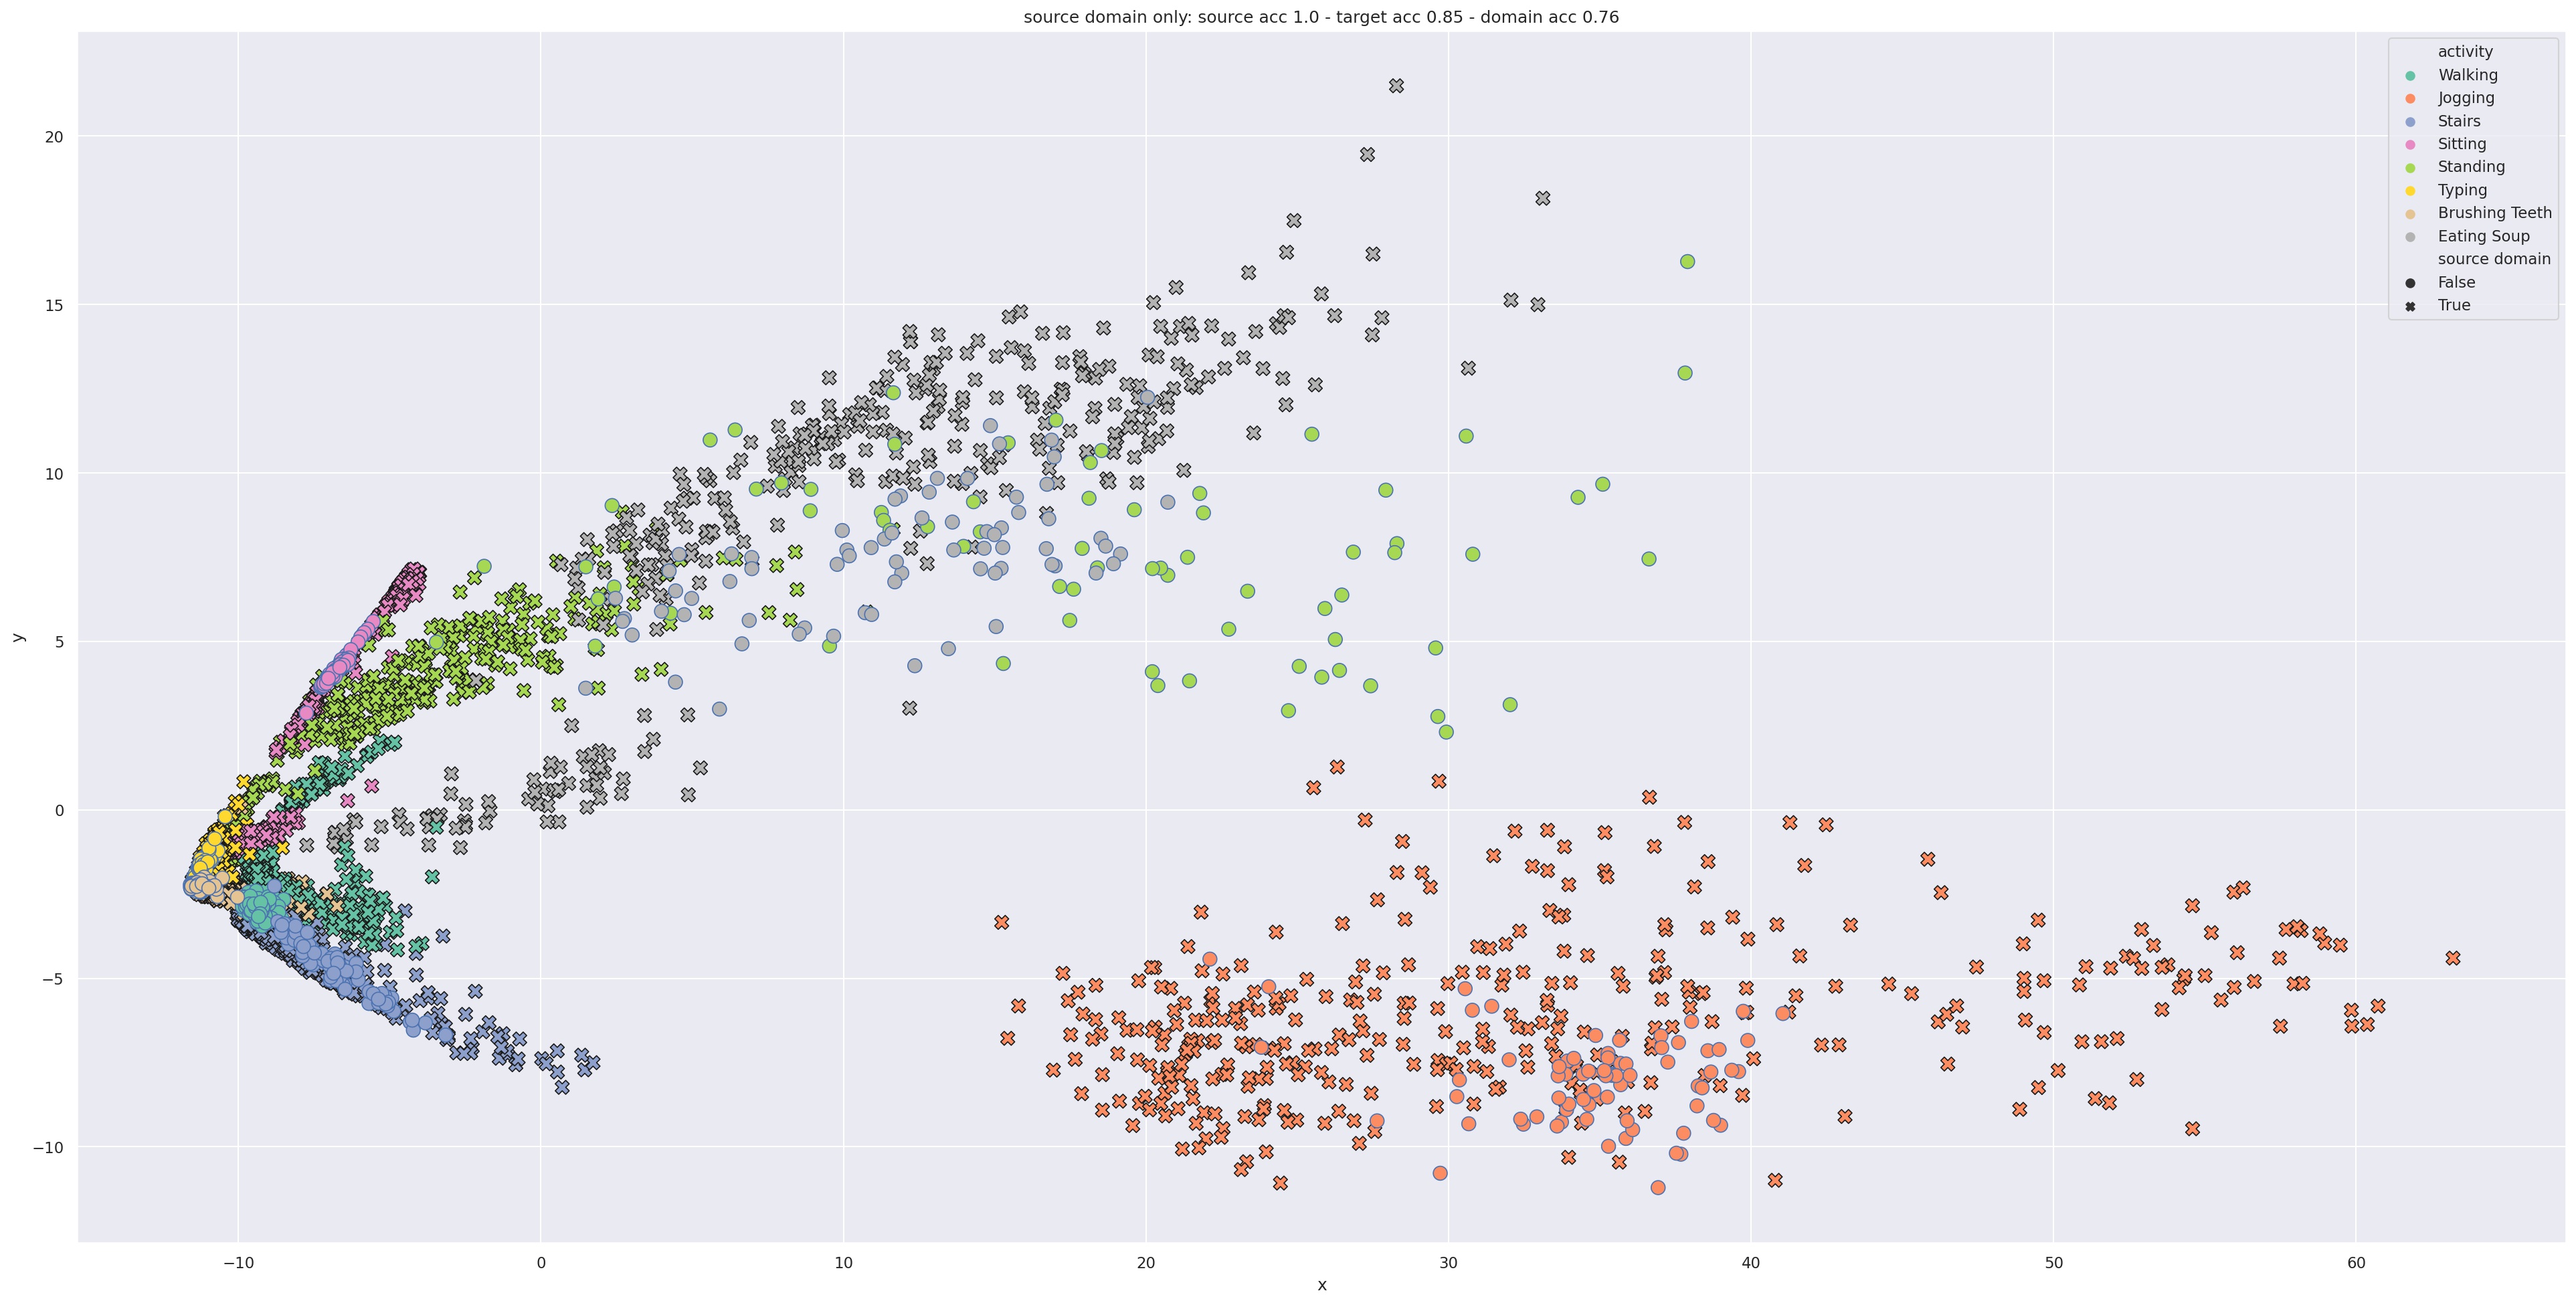 source domain only: source acc 1.0 - target acc 0.85 - domain acc 0.76
activity
Walking
Jogging
Stairs
Sitting
Standing
Typing
Brushing Teeth
Eating Soup
source domain
False
True
20
15
10
5
0
−5
−10
y
−10 0 10 20 30 40 50 60
x